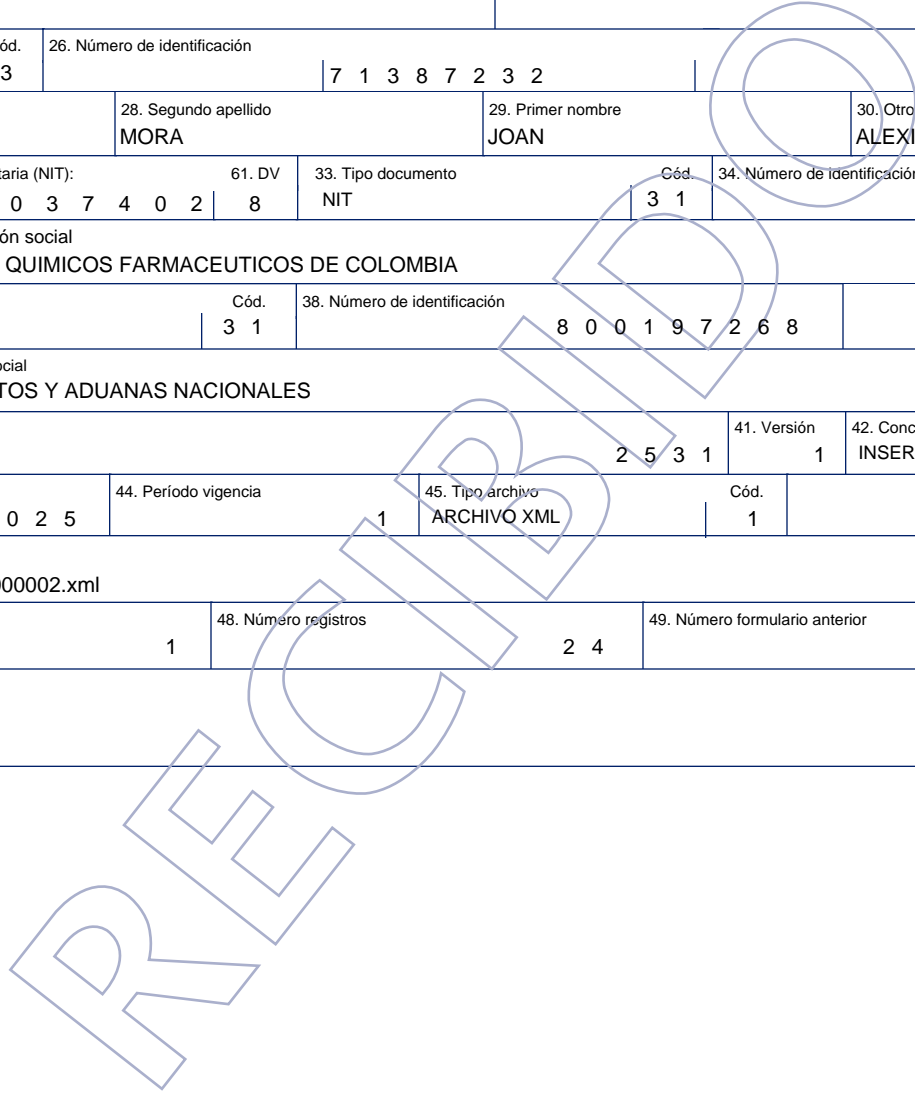 ód. 26. Número de identificación
3 7 1 3 8 7 2 3 2
28. Segundo apellido 29. Primer nombre 30. Otro
MORA JOAN ALEXI
taria (NIT): 61. DV 33. Tipo documento Cód. 34. Número de identificación
0 3 7 4 0 2 8 NIT 3 1
ón social
QUIMICOS FARMACEUTICOS DE COLOMBIA
Cód. 38. Número de identificación
3 1 8 0 0 1 9 7 2 6 8
ocial
TOS Y ADUANAS NACIONALES
41. Versión 42. Conc
2 5 3 1 1 INSER
44. Período vigencia 45. Tipo archivo Cód.
0 2 5 1 ARCHIVO XML 1
000002.xml
48. Número registros 49. Número formulario anterior
1 2 4
RECIBIDO